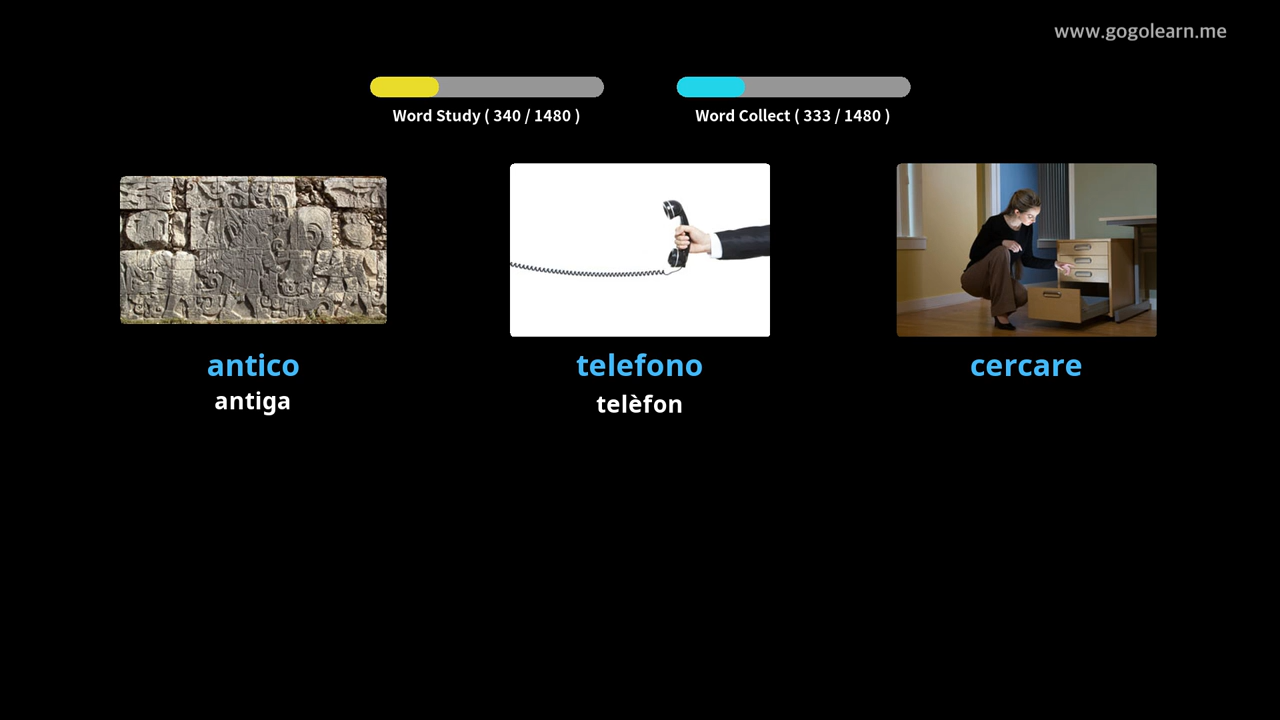 www.gogolearn.me
Word Study ( 340 / 1480 )
Word Collect ( 333 / 1480 )
antico
antiga
telefono
telèfon
cercare